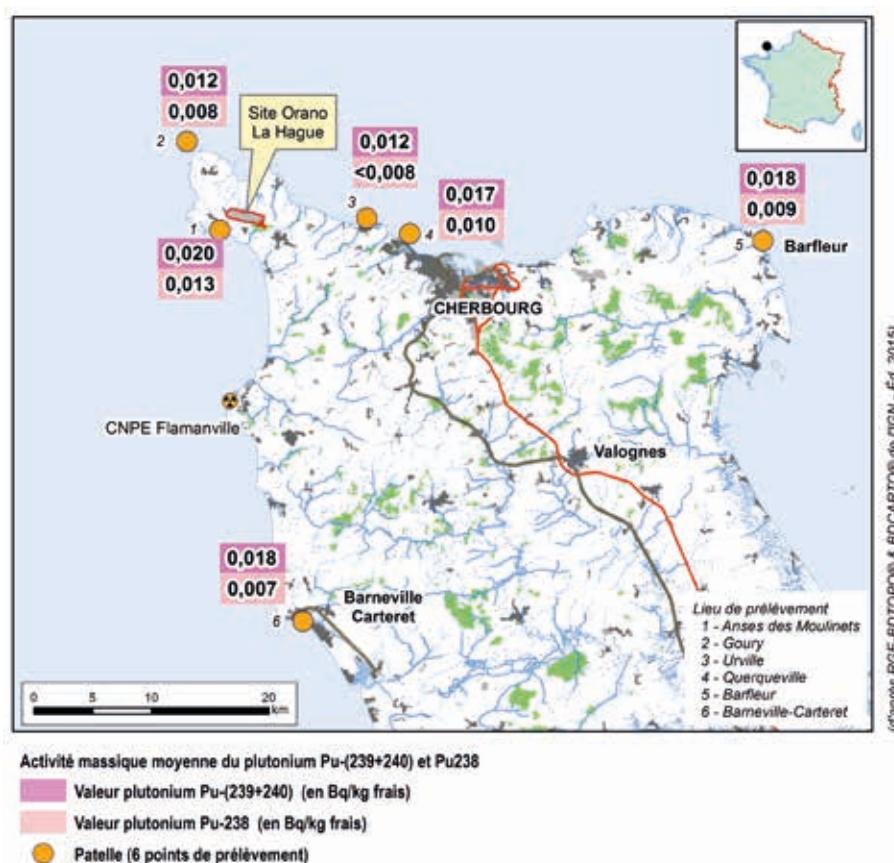 0,012
0,008
2
Site Orano
La Hague
0,012
<0,008
3
0,017
0,010
4
0,018
0,009
5
Barfleur
1
0,020
0,013
CHERBOURG
CNPE Flamanville
Valognes
0,018
0,007
Barneville
Carteret
6
0 5 10 20
km
Lieu de prélèvement
1 - Anses des Moulinets
2 - Goury
3 - Urville
4 - Querqueville
5 - Barfleur
6 - Barneville-Carteret
Éd. 2015)
Activité massique moyenne du plutonium Pu-(239+240) et Pu238
Valeur plutonium Pu-(239+240) (en Bq/kg frais)
Valeur plutonium Pu-238 (en Bq/kg frais)
Patelle (6 points de prélèvement)